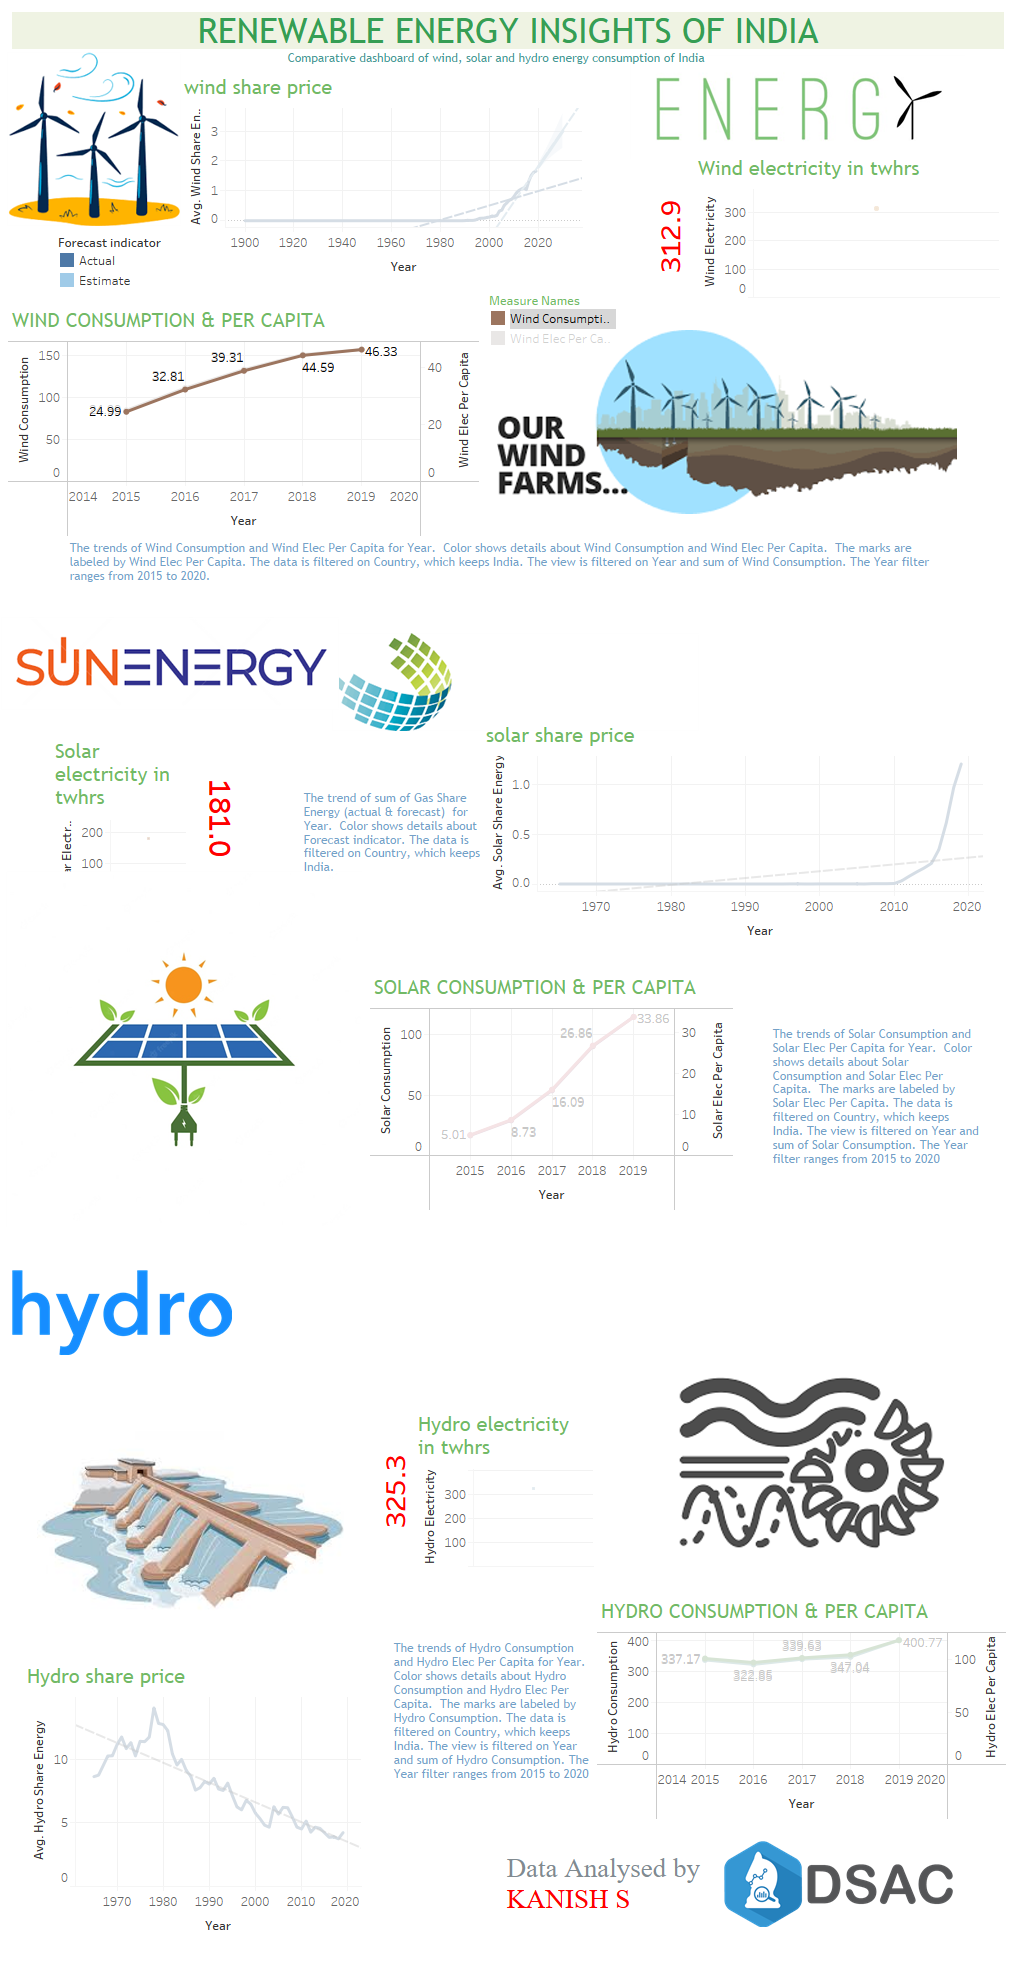 RENEWABLE ENERGY INSIGHTS OF INDIA
Comparative dashboard of wind, solar and hydro energy consumption of India
wind share price
Avg. Wind Share En..
3
2
1
0
1900 1920 1940 1960 1980 2000 2020
Year
Forecast indicator
Actual
Estimate
ENERGY
Wind electricity in twhrs
312.9
Wind Electricity
300
200
100
0
WIND CONSUMPTION & PER CAPITA
Measure Names
Wind Consumpti..
Wind Elec Per Ca..
Wind Consumption
150
100
50
0
24.99
32.81
39.31
44.59
46.33
40
20
0
Wind Elec Per Capita
2014 2015 2016 2017 2018 2019 2020
Year
OUR
WIND
FARMS...
The trends of Wind Consumption and Wind Elec Per Capita for Year. Color shows details about Wind Consumption and Wind Elec Per Capita. The marks are
labeled by Wind Elec Per Capita. The data is filtered on Country, which keeps India. The view is filtered on Year and sum of Wind Consumption. The Year filter
ranges from 2015 to 2020.
SUNENERGY
Solar
electricity in
twhrs
ar Electr..
200
100
181.0
The trend of sum of Gas Share
Energy (actual & forecast) for
Year. Color shows details about
Forecast indicator. The data is
filtered on Country, which keeps
India.
solar share price
Avg. Solar Share Energy
1.0
0.5
0.0
1970 1980 1990 2000 2010 2020
Year
SOLAR CONSUMPTION & PER CAPITA
Solar Consumption
100
50
0
5.01
8.73
16.09
26.86
33.86
30
20
10
0
Solar Elec Per Capita
2015 2016 2017 2018 2019
Year
The trends of Solar Consumption and
Solar Elec Per Capita for Year. Color
shows details about Solar
Consumption and Solar Elec Per
Capita. The marks are labeled by
Solar Elec Per Capita. The data is
filtered on Country, which keeps
India. The view is filtered on Year and
sum of Solar Consumption. The Year
filter ranges from 2015 to 2020
hydro
Hydro electricity
in twhrs
325.3
Hydro Electricity
300
200
100
HYDRO CONSUMPTION & PER CAPITA
Hydro Consumption
400
300
200
100
0
337.17
322.85
339.63
347.04
400.77
100
50
0
Hydro Elec Per Capita
2014 2015 2016 2017 2018 2019 2020
Year
The trends of Hydro Consumption
and Hydro Elec Per Capita for Year.
Color shows details about Hydro
Consumption and Hydro Elec Per
Capita. The marks are labeled by
Hydro Consumption. The data is
filtered on Country, which keeps
India. The view is filtered on Year
and sum of Hydro Consumption. The
Year filter ranges from 2015 to 2020
Hydro share price
Avg. Hydro Share Energy
10
5
0
1970 1980 1990 2000 2010 2020
Year
Data Analysed by
KANISH S
DSAC